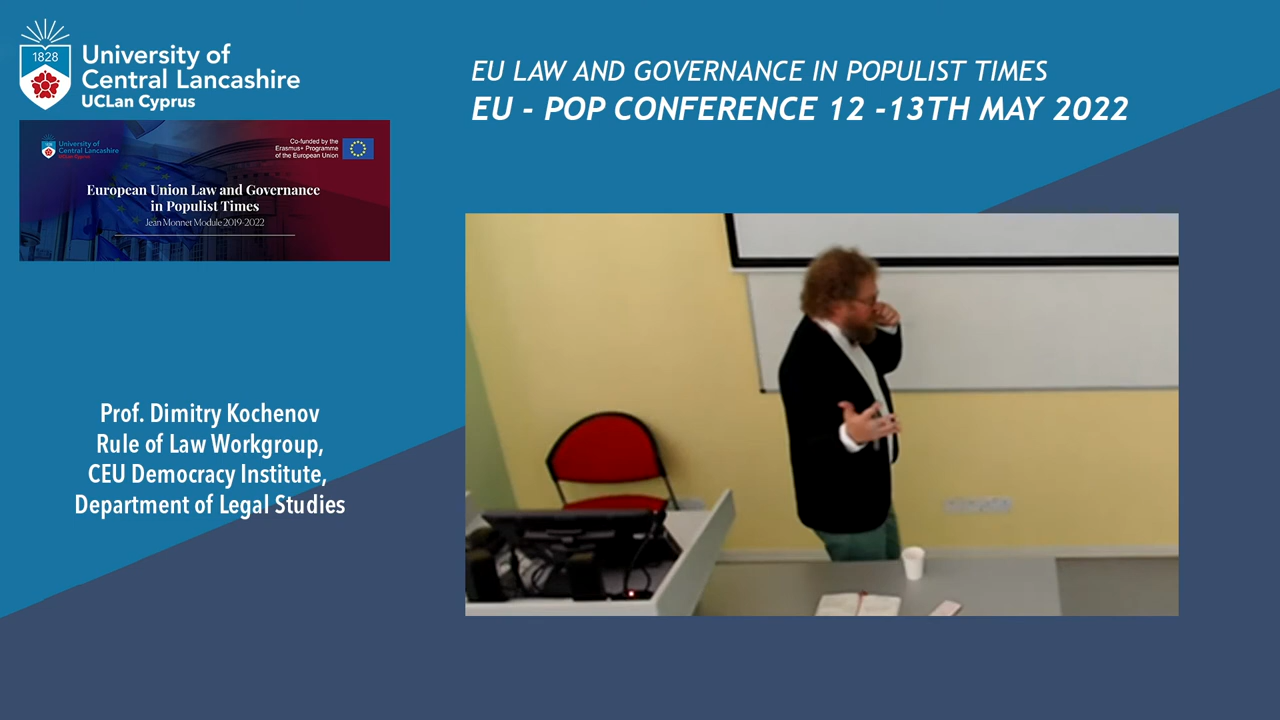 1828
University of
Central Lancashire
UCLan Cyprus
EU LAW AND GOVERNANCE IN POPULIST TIMES
EU - POP CONFERENCE 12 -13TH MAY 2022
University of
Central Lancashire
UCLan Cyprus
Co-funded by the
Erasmus+ Programme
of the European Union
European Union Law and Governance
in Populist Times
Jean Monnet Module 2019-2022
Prof. Dimitry Kochenov
Rule of Law Workgroup,
CEU Democracy Institute,
Department of Legal Studies